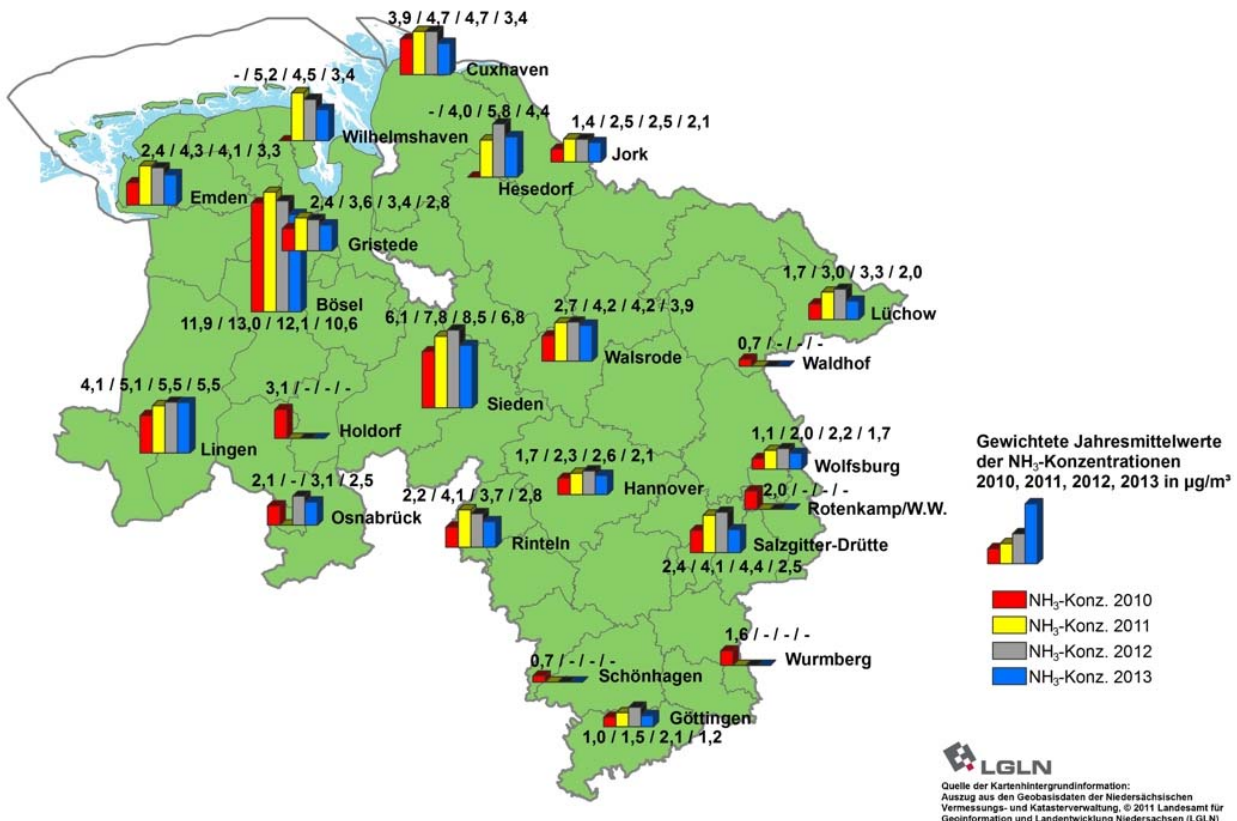 3,9 / 4,7 / 4,7 / 3,4
Cuxhaven
- / 5,2 / 4,5 / 3,4
Wilhelmshaven
- / 4,0 / 5,8 / 4,4
Hesedorf
1,4 / 2,5 / 2,5 / 2,1
Jork
2,4 / 4,3 / 4,1 / 3,3
Emden
2,4 / 3,6 / 3,4 / 2,8
Gristede
Bösel
11,9 / 13,0 / 12,1 / 10,6
1,7 / 3,0 / 3,3 / 2,0
Lüchow
6,1 / 7,8 / 8,5 / 6,8
Sieden
2,7 / 4,2 / 4,2 / 3,9
Walsrode
0,7 / - / - / -
Waldhof
4,1 / 5,1 / 5,5 / 5,5
Lingen
3,1 / - / - / -
Holdorf
1,1 / 2,0 / 2,2 / 1,7
Wolfsburg
1,7 / 2,3 / 2,6 / 2,1
Hannover
2,1 / - / 3,1 / 2,5
Osnabrück
2,2 / 4,1 / 3,7 / 2,8
Rinteln
2,0 / - / - / -
Rotenkamp/W.W.
Salzgitter-Drütte
2,4 / 4,1 / 4,4 / 2,5
1,6 / - / - / -
Wurmberg
0,7 / - / - / -
Schönhagen
Göttingen
1,0 / 1,5 / 2,1 / 1,2
Gewichtete Jahresmittelwerte
der NH₃-Konzentrationen
2010, 2011, 2012, 2013 in µg/m³
NH₃-Konz. 2010
NH₃-Konz. 2011
NH₃-Konz. 2012
NH₃-Konz. 2013
LGLN
Quelle der Kartenhintergrundinformation:
Auszug aus den Geobasisdaten der Niedersächsischen
Vermessungs- und Katasterverwaltung, © 2011 Landesamt für
Geoinformation und Landentwicklung Niedersachsen (LGLN)